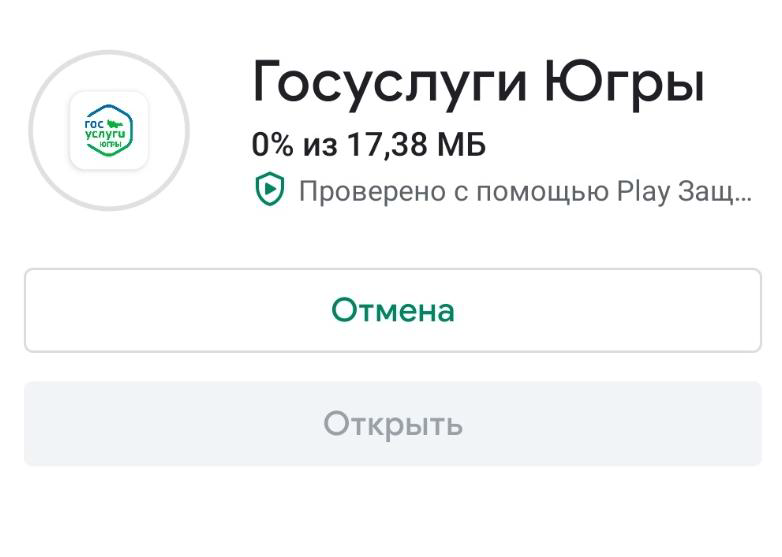 Госуслуги Югры
гос
услуги
ЮГРЫ
0% из 17,38 МБ
Проверено с помощью Play Защ...
Отмена
Открыть